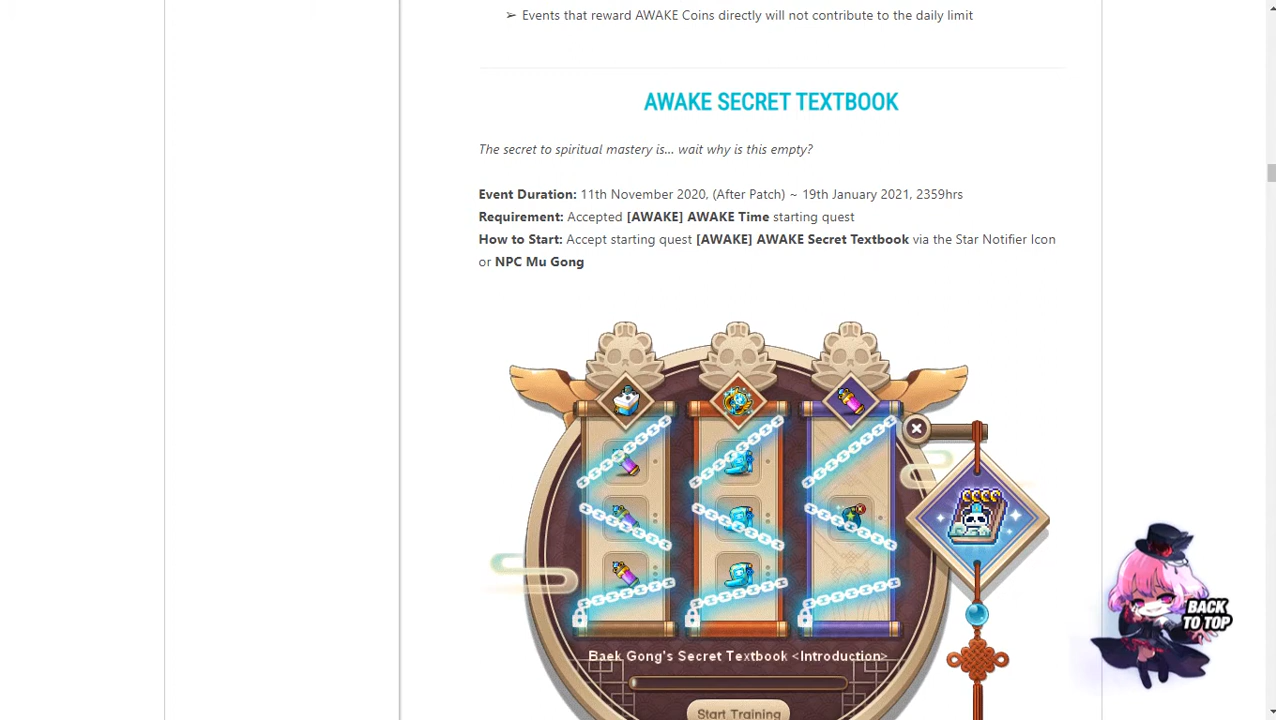 ➢ Events that reward AWAKE Coins directly will not contribute to the daily limit
AWAKE SECRET TEXTBOOK
The secret to spiritual mastery is... wait why is this empty?
Event Duration: 11th November 2020, (After Patch) ~ 19th January 2021, 2359hrs
Requirement: Accepted [AWAKE] AWAKE Time starting quest
How to Start: Accept starting quest [AWAKE] AWAKE Secret Textbook via the Star Notifier Icon
or NPC Mu Gong
Baek Gong's Secret Textbook <Introduction>
Start Training
BACK
TO TOP